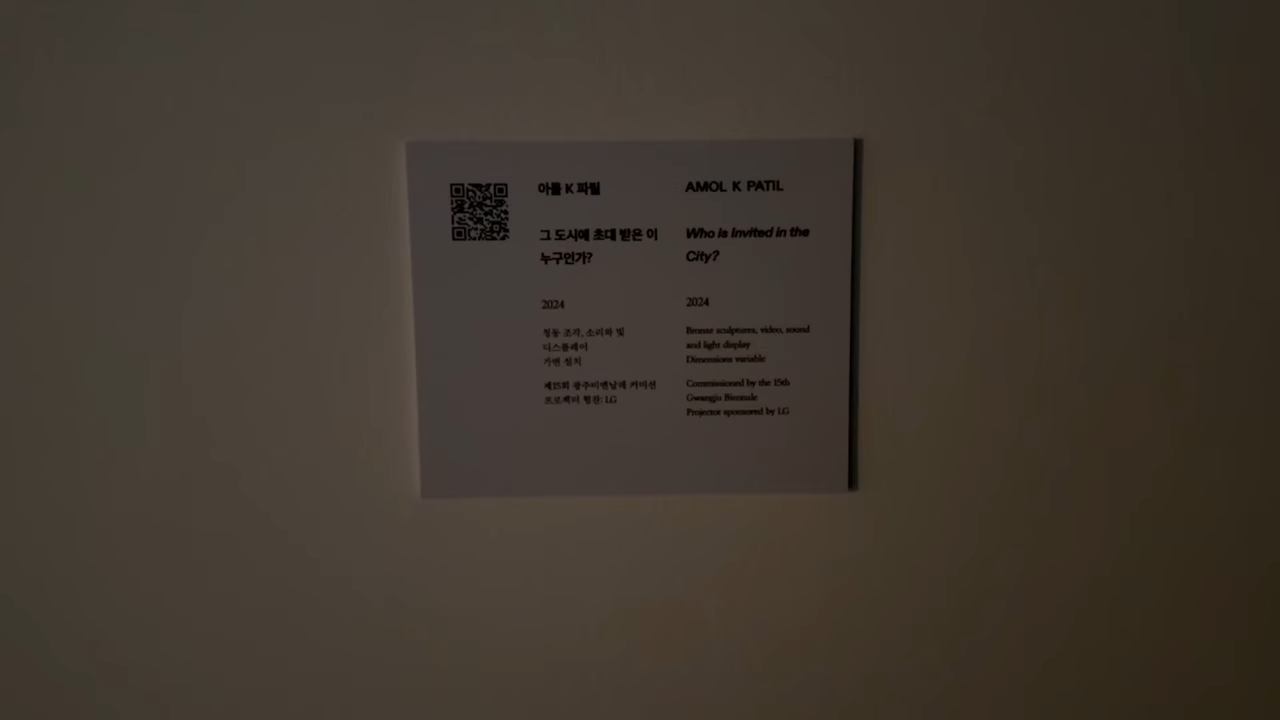 아몰 K 파틸
그 도시에 초대 받은 이
누구인가?
2024
청동 조각, 소리와 빛
디스플레이
가변 설치
제15회 광주비엔날레 커미션
프로젝터 협찬: LG
AMOL K PATIL
Who is Invited in the
City?
2024
Bronze sculptures, video, sound
and light display
Dimensions variable
Commissioned by the 15th
Gwangju Biennale
Projector sponsored by LG